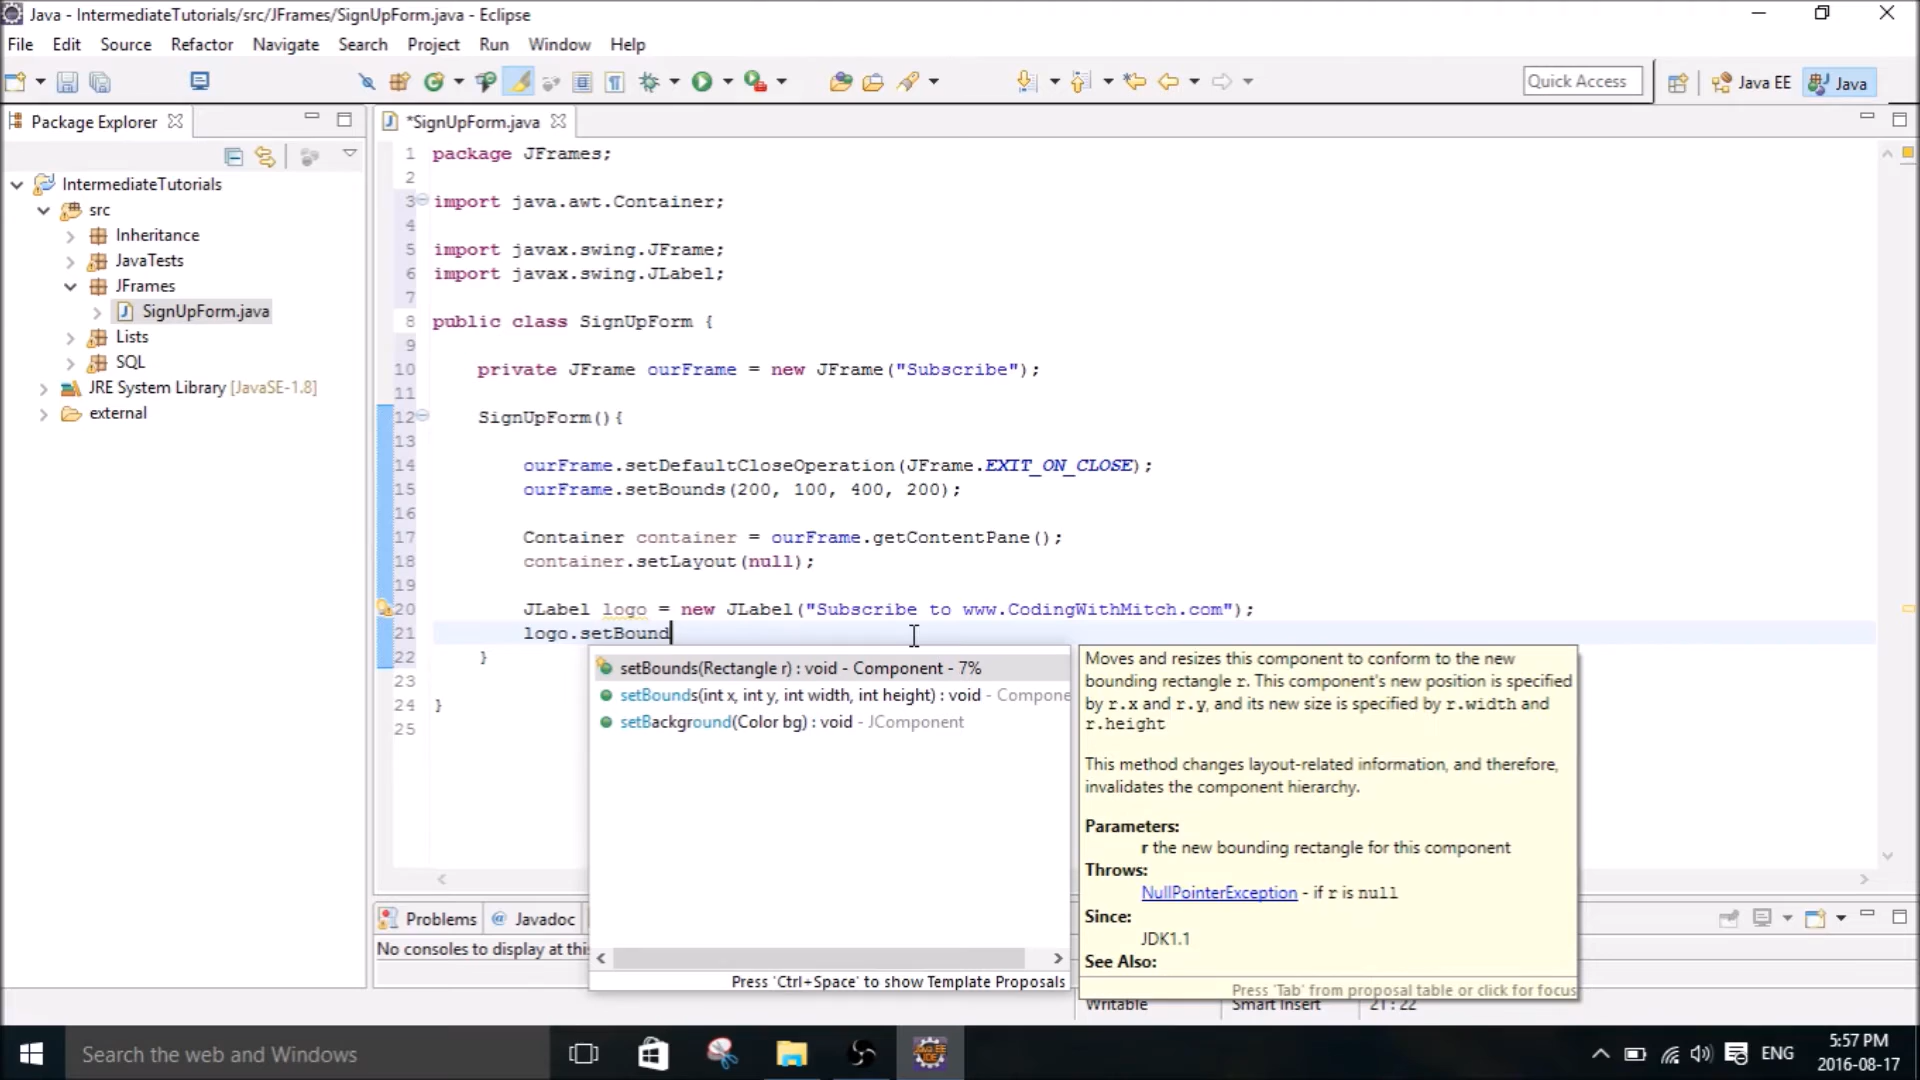 Java - IntermediateTutorials/src/JFrames/SignUpForm.java - Eclipse
File Edit Source Refactor Navigate Search Project Run Window Help
Quick Access Java EE Java
Package Explorer
*SignUpForm.java
IntermediateTutorials
src
Inheritance
JavaTests
JFrames
SignUpForm.java
Lists
SQL
JRE System Library [JavaSE-1.8]
external
1 package JFrames;
2
3 import java.awt.Container;
4
5 import javax.swing.JFrame;
6 import javax.swing.JLabel;
7
8 public class SignUpForm {
9
10 private JFrame ourFrame = new JFrame("Subscribe");
11
12 SignUpForm(){
13
14 ourFrame.setDefaultCloseOperation(JFrame.EXIT_ON_CLOSE);
15 ourFrame.setBounds(200, 100, 400, 200);
16
17 Container container = ourFrame.getContentPane();
18 container.setLayout(null);
19
20 JLabel logo = new JLabel("Subscribe to www.CodingWithMitch.com");
21 logo.setBound
22 }
23
24 }
25
setBounds(Rectangle r) : void - Component - 7%
setBounds(int x, int y, int width, int height) : void - Compone
setBackground(Color bg) : void - JComponent
Press 'Ctrl+Space' to show Template Proposals
Moves and resizes this component to conform to the new
bounding rectangle r. This component's new position is specified
by r.x and r.y, and its new size is specified by r.width and
r.height
This method changes layout-related information, and therefore,
invalidates the component hierarchy.
Parameters:
r the new bounding rectangle for this component
Throws:
NullPointerException - if r is null
Since:
JDK1.1
See Also:
Press 'Tab' from proposal table or click for focus
Problems @ Javadoc
No consoles to display at this
Writable Smart Insert 21 : 22
Search the web and Windows
ENG
5:57 PM
2016-08-17